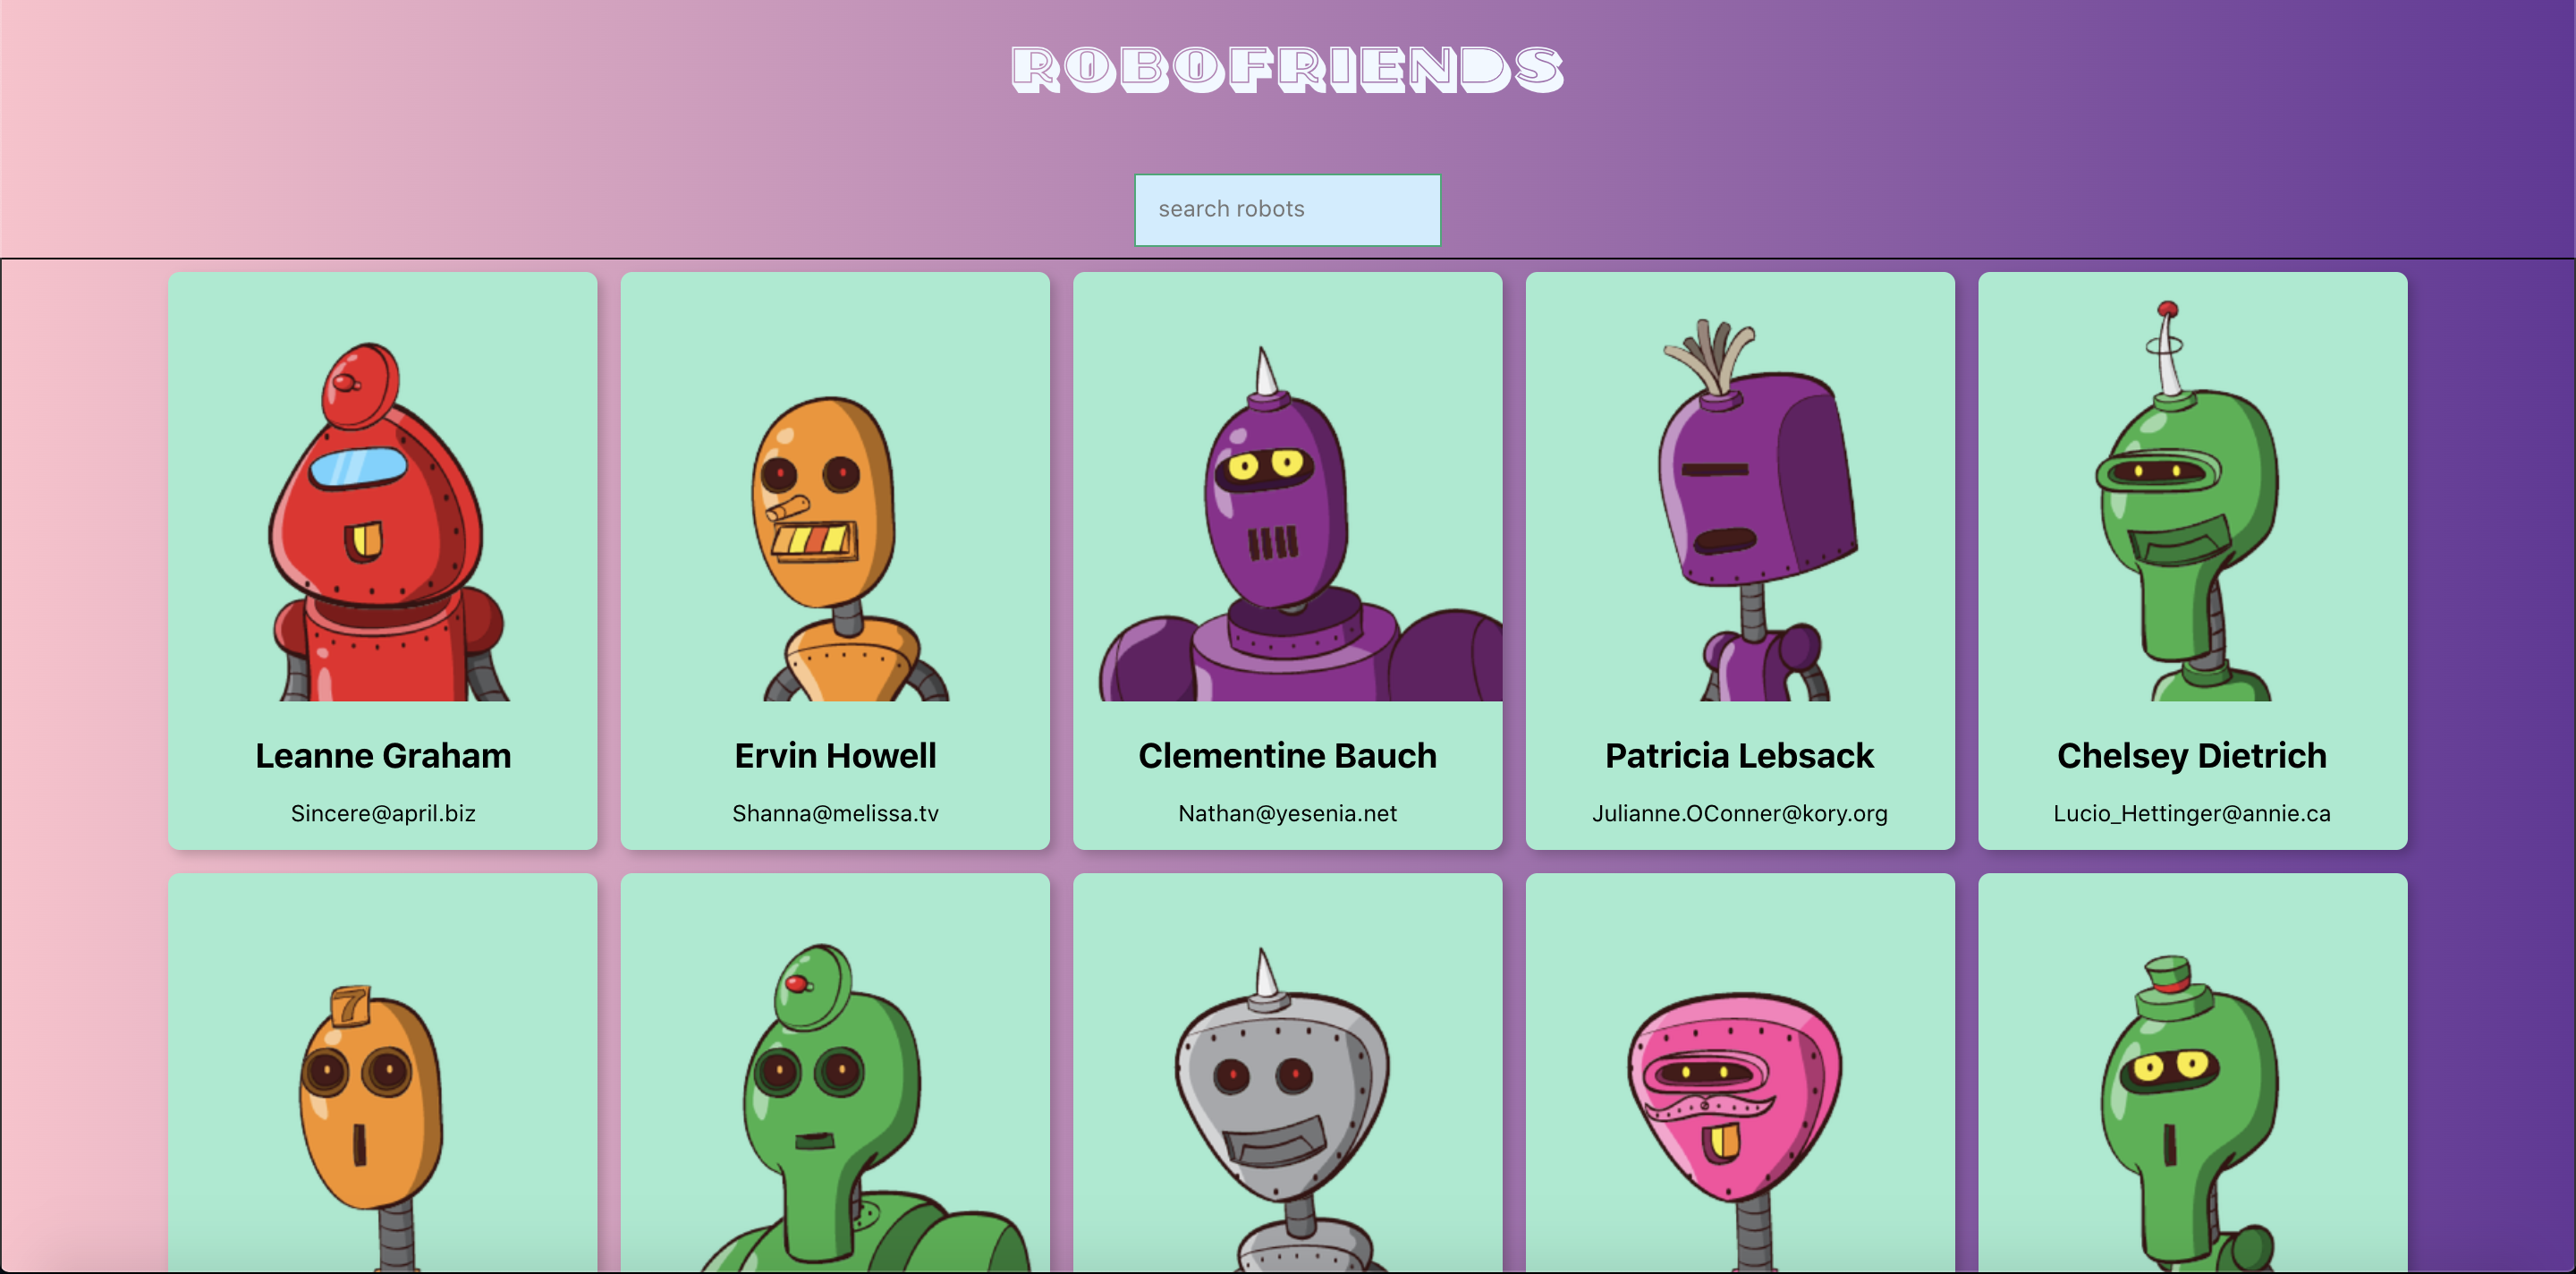 ROBOFRIENDS
search robots
Leanne Graham
Sincere@april.biz
Ervin Howell
Shanna@melissa.tv
Clementine Bauch
Nathan@yesenia.net
Patricia Lebsack
Julianne.OConner@kory.org
Chelsey Dietrich
Lucio_Hettinger@annie.ca
7